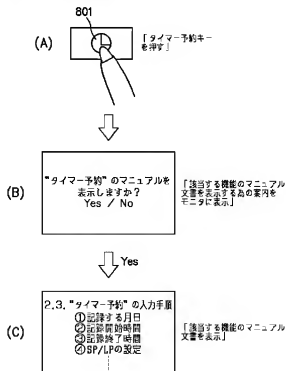 801
(A)
「タイマー予約キー
を押す」
(B)
"タイマー予約"のマニュアルを
表示しますか?
Yes / No
「該当する機能のマニュアル
文書を表示する為の案内を
モニタに表示」
Yes
(C)
2.3. "タイマー予約"の入力手順
①記録する月日
②記録開始時間
③記録終了時間
④SP/LPの設定
「該当する機能のマニュアル
文書を表示」